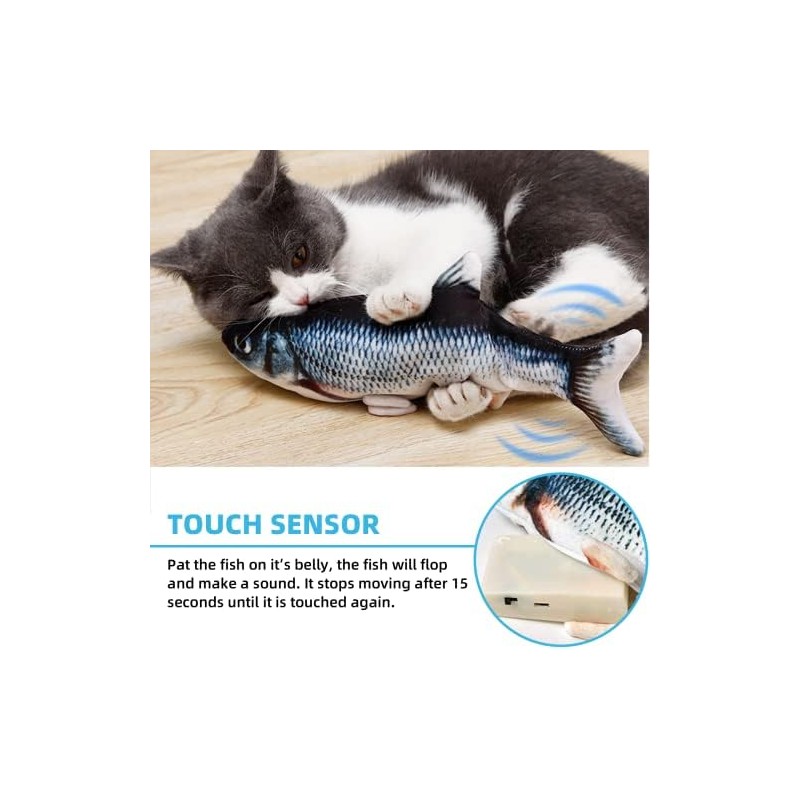 TOUCH SENSOR
Pat the fish on it's belly, the fish will flop
and make a sound. It stops moving after 15
seconds until it is touched again.